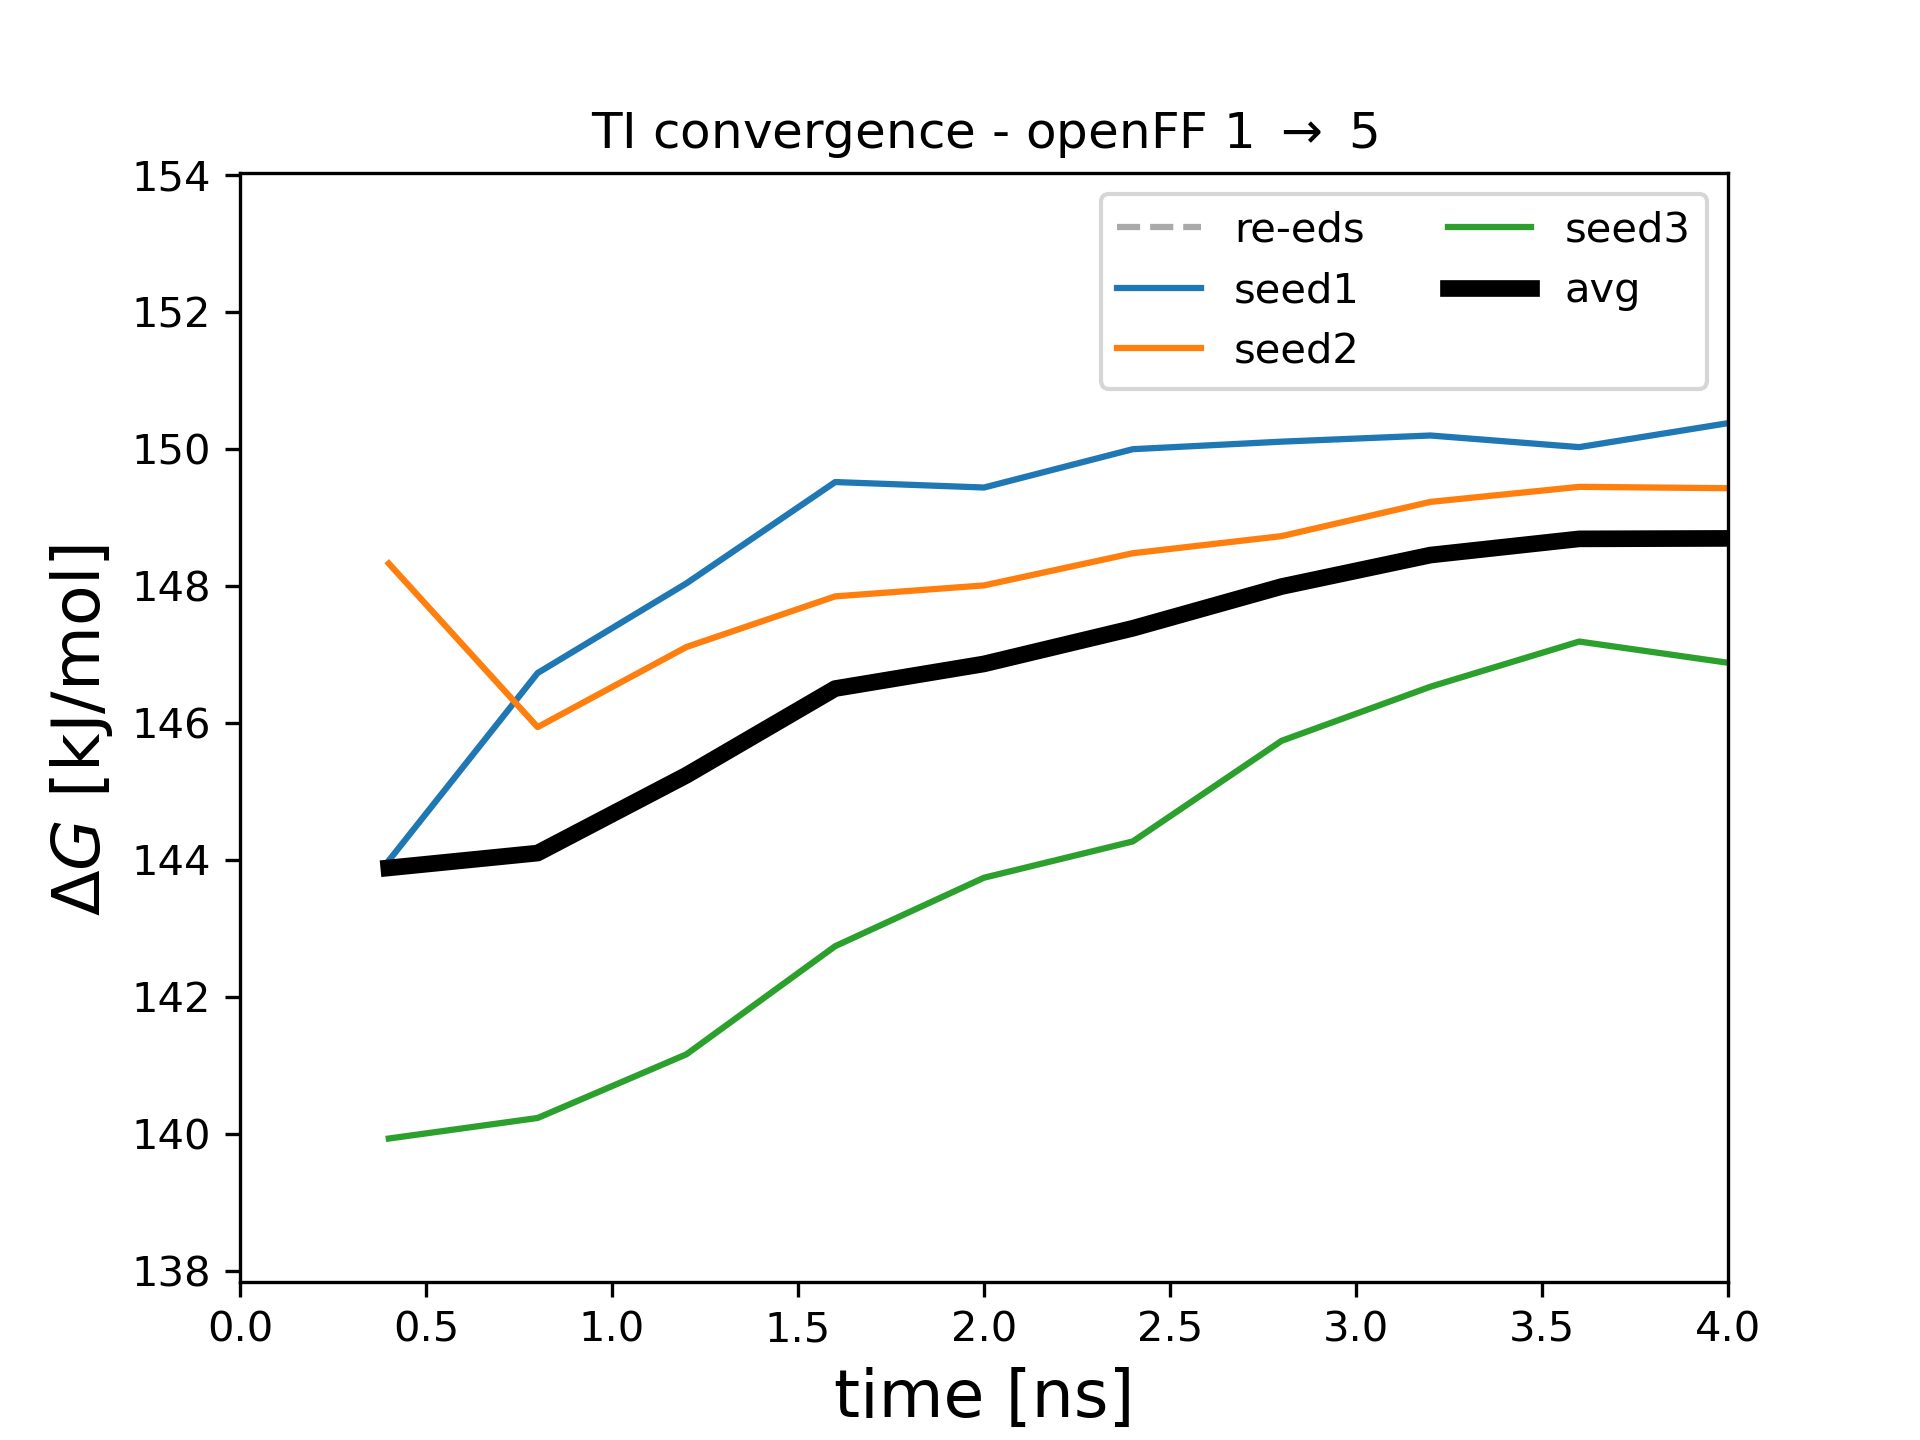 TI convergence - openFF 1 → 5
154
152
150
148
146
144
142
140
138
ΔG [kJ/mol]
re-eds
seed1
seed2
seed3
avg
0.0 0.5 1.0 1.5 2.0 2.5 3.0 3.5 4.0
time [ns]